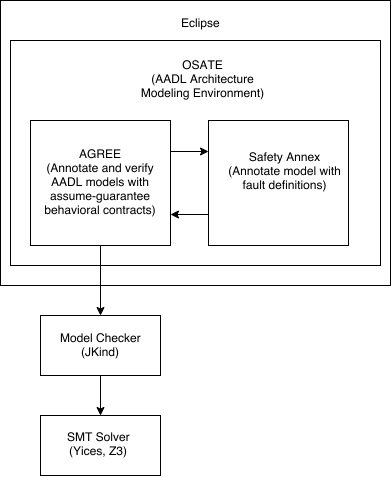 Eclipse
OSATE
(AADL Architecture
Modeling Environment)
AGREE
(Annotate and verify
AADL models with
assume-guarantee
behavioral contracts)
Safety Annex
(Annotate model with
fault definitions)
Model Checker
(JKind)
SMT Solver
(Yices, Z3)